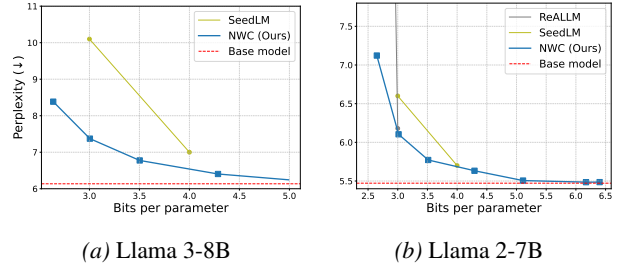 SeedLM
NWC (Ours)
Base model
Perplexity (↓)
11
10
9
8
7
6
3.0
3.5
4.0
4.5
5.0
Bits per parameter
(a) Llama 3-8B
ReALLM
SeedLM
NWC (Ours)
Base model
7.5
7.0
6.5
6.0
5.5
2.5
3.0
3.5
4.0
4.5
5.0
5.5
6.0
6.5
Bits per parameter
(b) Llama 2-7B